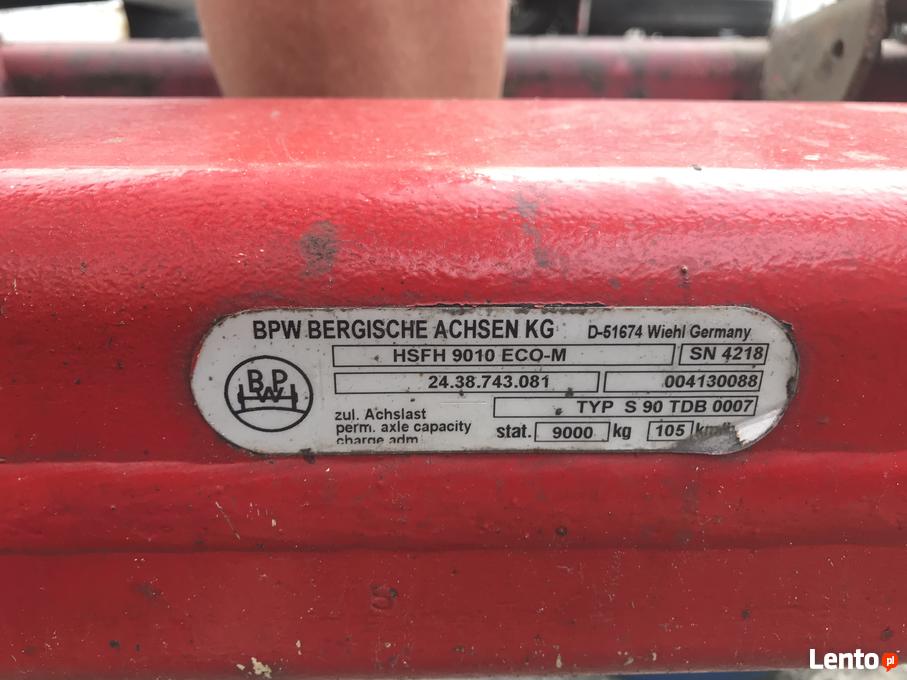 BPW BERGISCHE ACHSEN KG D-51674 Wiehl Germany
BPW
HSFH 9010 ECO-M SN 4218
24.38.743.081 004130088
TYP S 90 TDB 0007
zul. Achslast
perm. axle capacity
charge adm.
stat. 9000 kg 105 km/h
Lento.pl